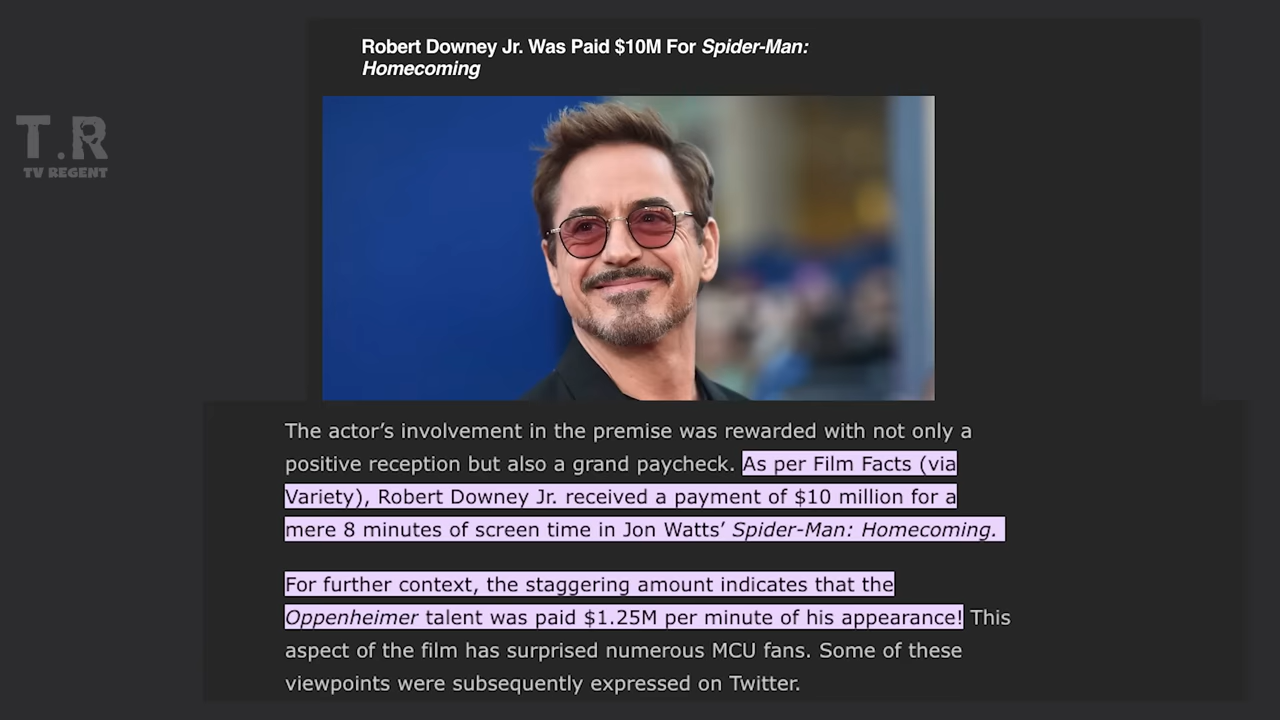 Robert Downey Jr. Was Paid $10M For Spider-Man:
Homecoming
T.R
TV REGENT
The actor’s involvement in the premise was rewarded with not only a
positive reception but also a grand paycheck. As per Film Facts (via
Variety), Robert Downey Jr. received a payment of $10 million for a
mere 8 minutes of screen time in Jon Watts’ Spider-Man: Homecoming.
For further context, the staggering amount indicates that the
Oppenheimer talent was paid $1.25M per minute of his appearance! This
aspect of the film has surprised numerous MCU fans. Some of these
viewpoints were subsequently expressed on Twitter.